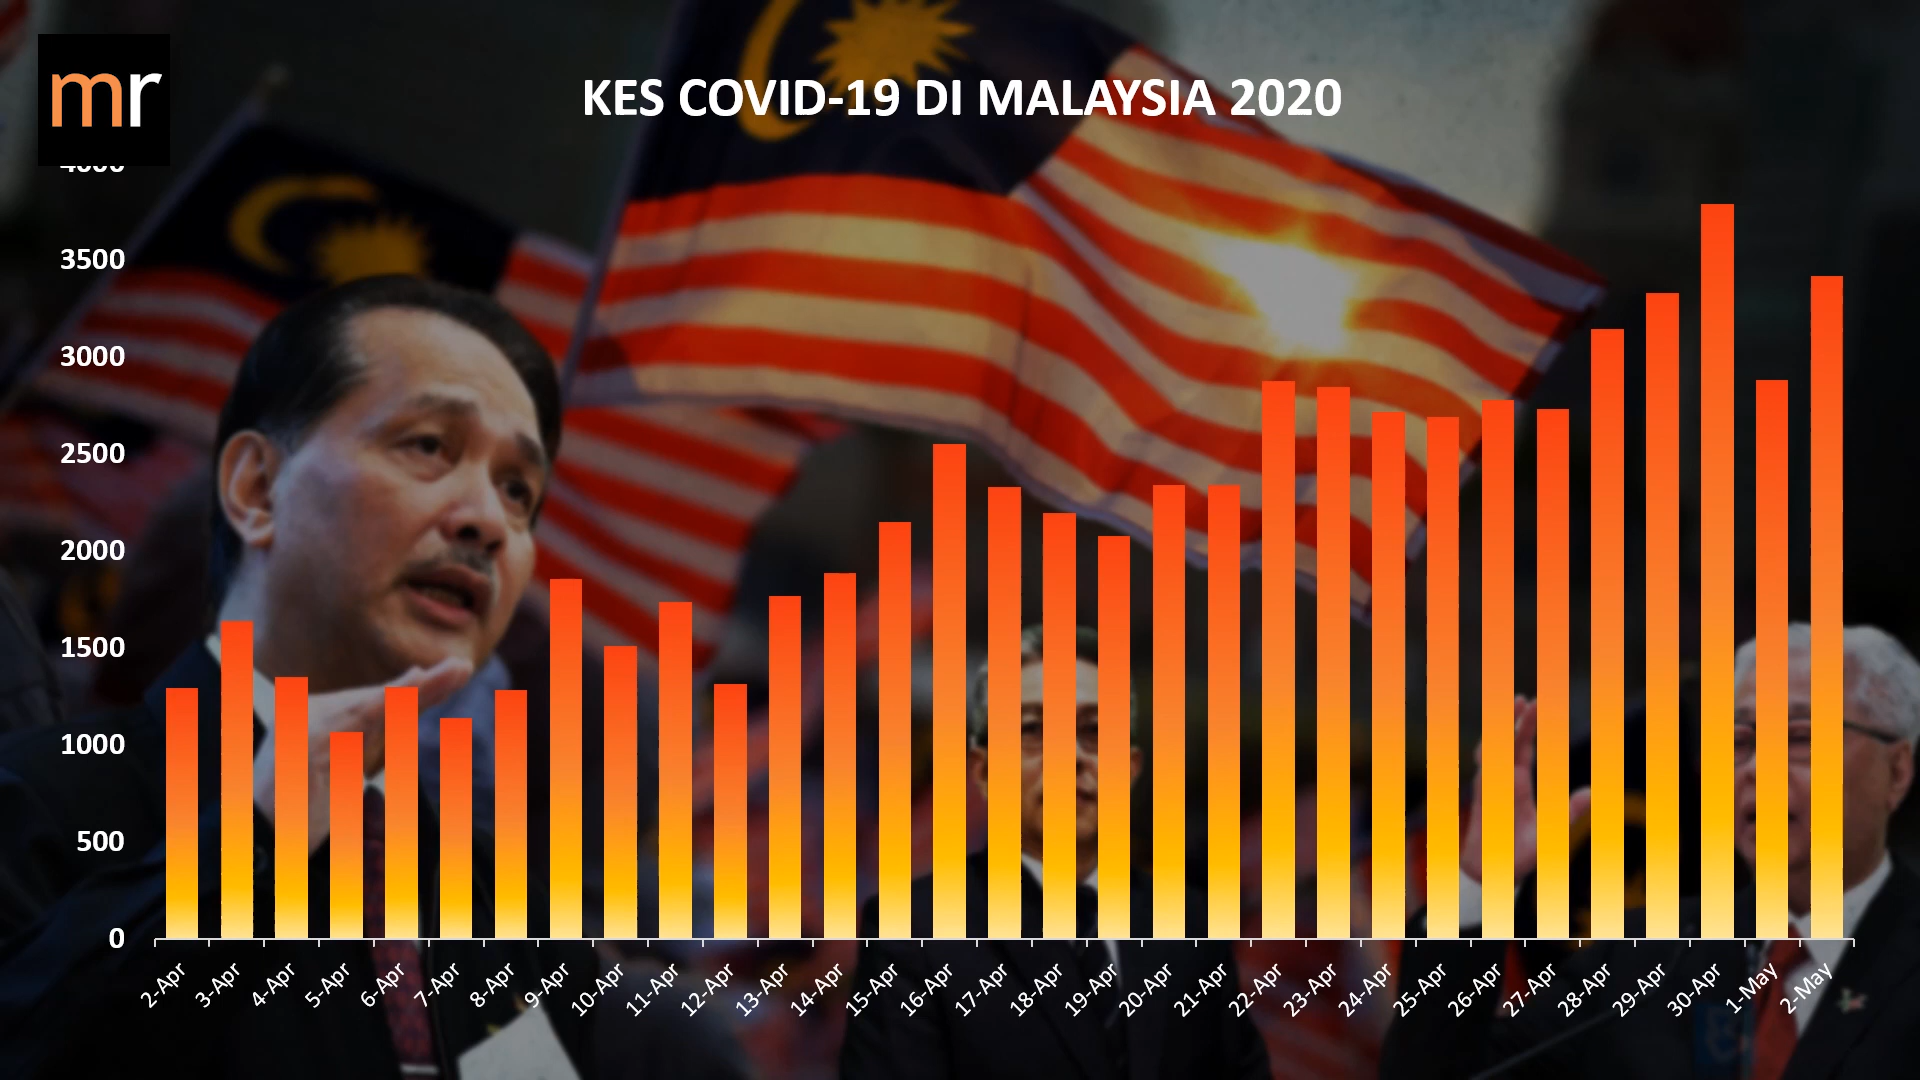 mr
KES COVID-19 DI MALAYSIA 2020
4000
3500
3000
2500
2000
1500
1000
500
0
2-Apr
3-Apr
4-Apr
5-Apr
6-Apr
7-Apr
8-Apr
9-Apr
10-Apr
11-Apr
12-Apr
13-Apr
14-Apr
15-Apr
16-Apr
17-Apr
18-Apr
19-Apr
20-Apr
21-Apr
22-Apr
23-Apr
24-Apr
25-Apr
26-Apr
27-Apr
28-Apr
29-Apr
30-Apr
1-May
2-May